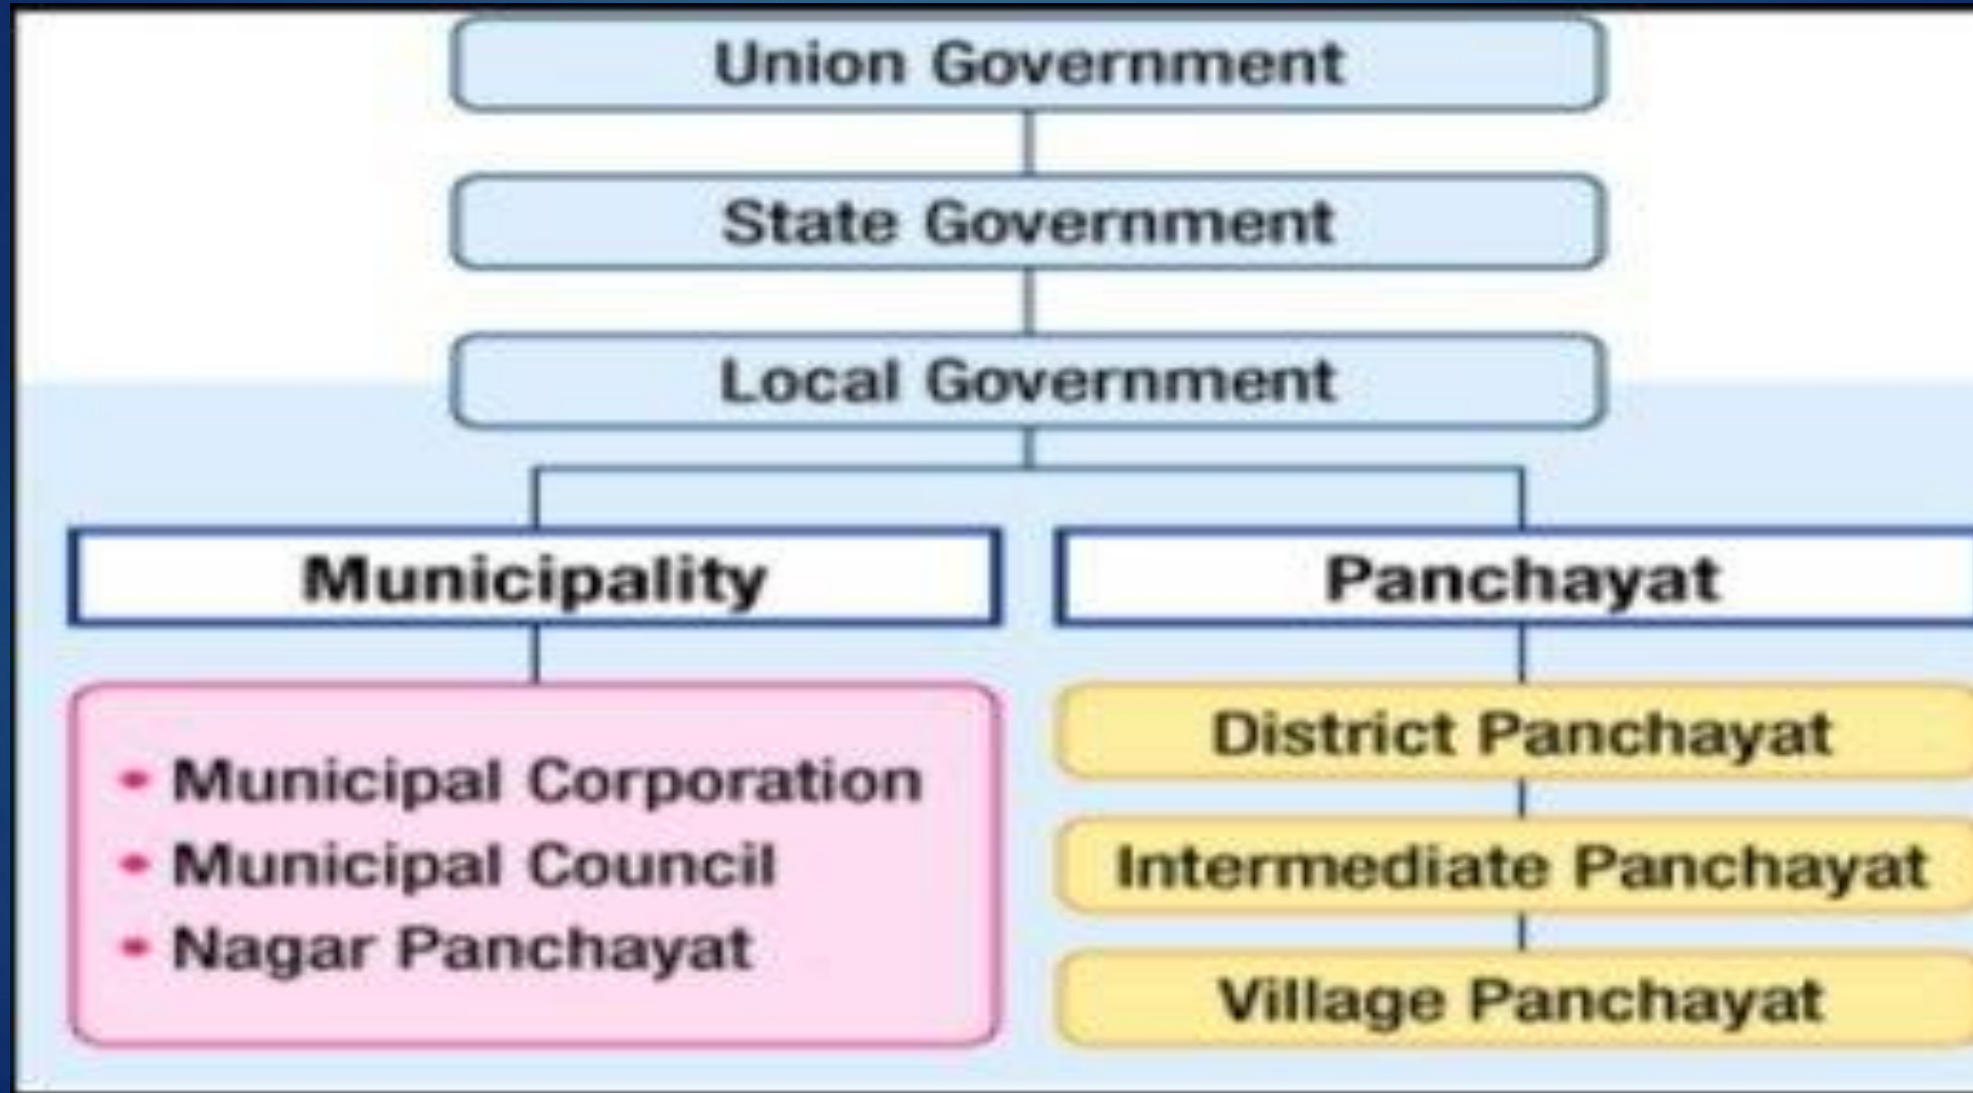 Union Government
State Government
Local Government
Municipality
Panchayat
• Municipal Corporation
• Municipal Council
• Nagar Panchayat
District Panchayat
Intermediate Panchayat
Village Panchayat